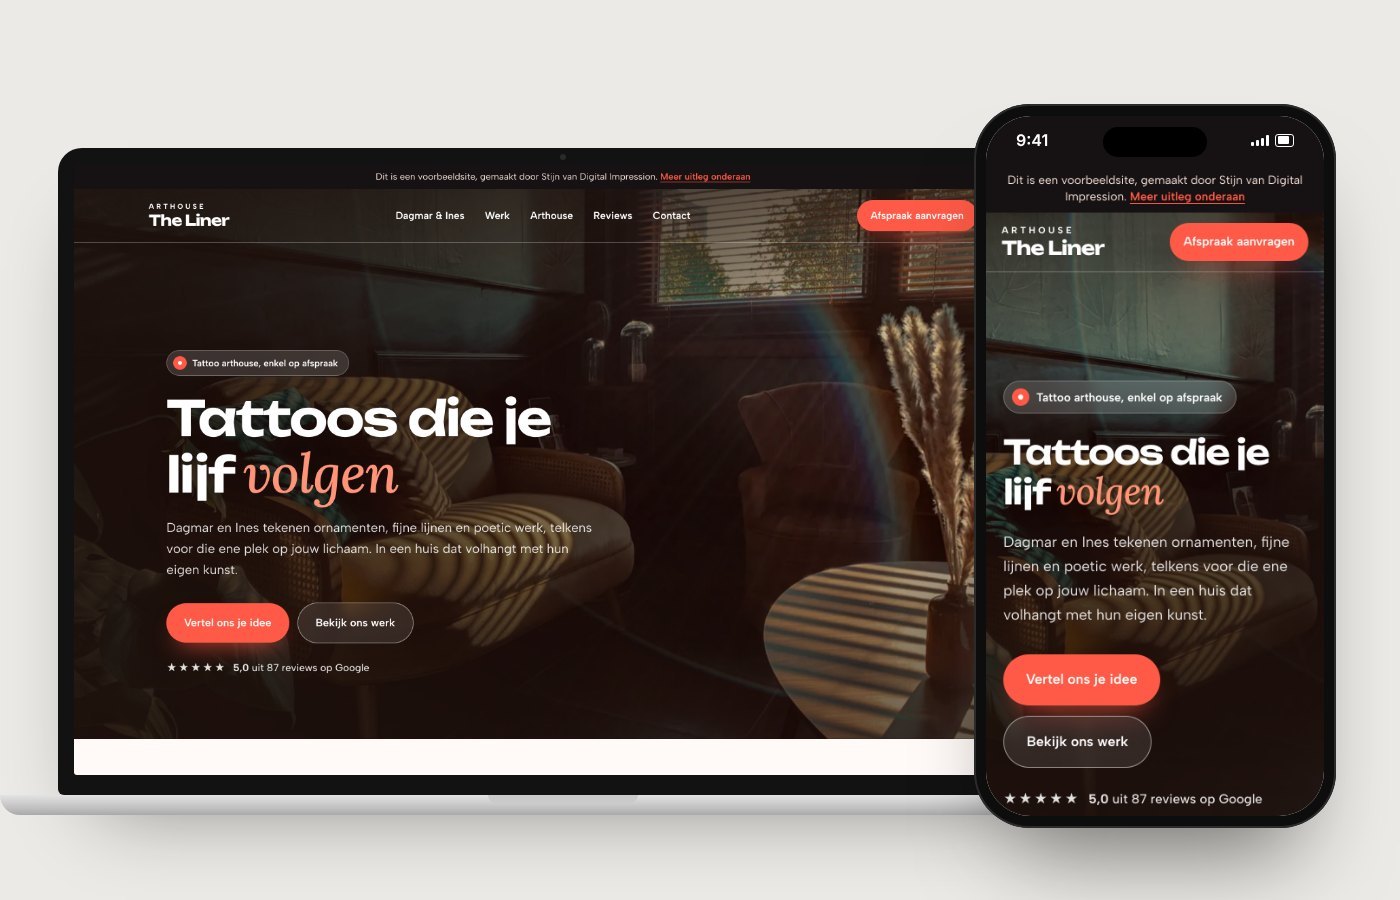 Dit is een voorbeeldsite, gemaakt door Stijn van Digital Impression. Meer uitleg onderaan
ARTHOUSE
The Liner
Dagmar & Ines
Werk
Arthouse
Reviews
Contact
Afspraak aanvragen
Tattoo arthouse, enkel op afspraak
Tattoos die je
lijf volgen
Dagmar en Ines tekenen ornamenten, fijne lijnen en poetic werk, telkens
voor die ene plek op jouw lichaam. In een huis dat volhangt met hun
eigen kunst.
Vertel ons je idee
Bekijk ons werk
★★★★★ 5,0 uit 87 reviews op Google
9:41
Dit is een voorbeeldsite, gemaakt door Stijn van Digital
Impression. Meer uitleg onderaan
ARTHOUSE
The Liner
Afspraak aanvragen
Tattoo arthouse, enkel op afspraak
Tattoos die je
lijf volgen
Dagmar en Ines tekenen ornamenten, fijne
lijnen en poetic werk, telkens voor die ene
plek op jouw lichaam. In een huis dat
volhangt met hun eigen kunst.
Vertel ons je idee
Bekijk ons werk
★★★★★ 5,0 uit 87 reviews op Google